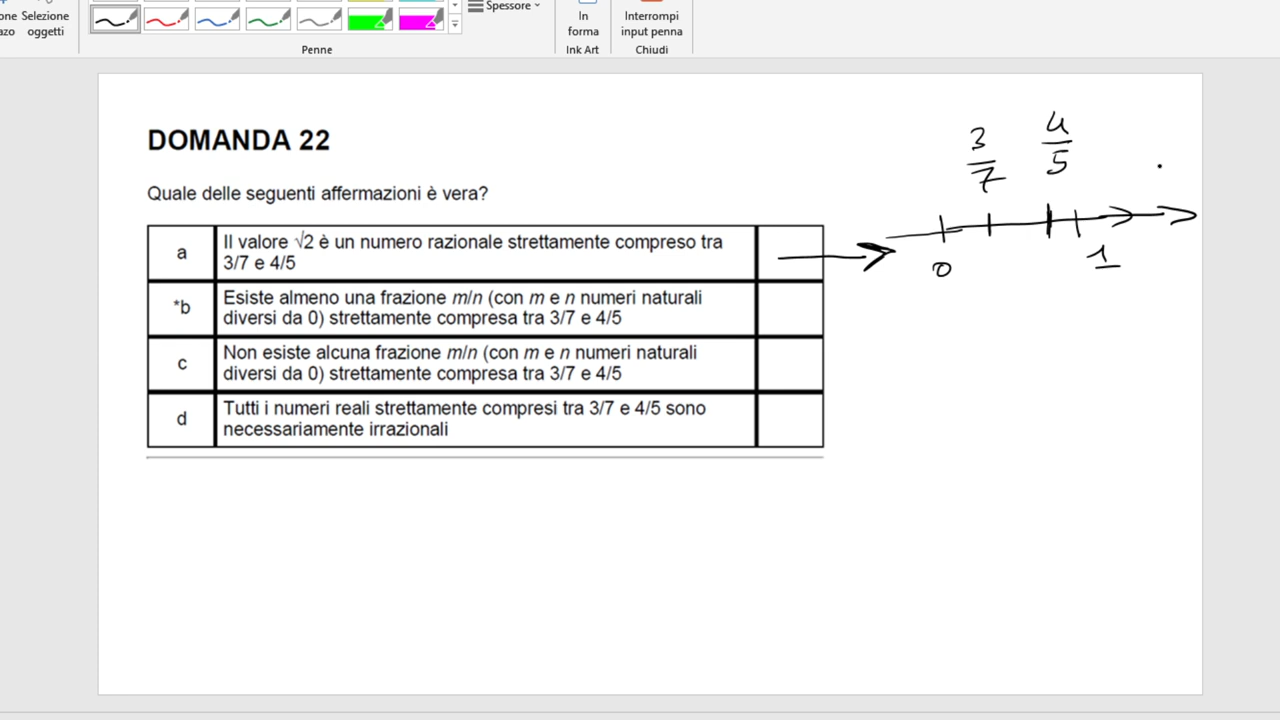 one Selezione
azo oggetti
Penne
Spessore
In
forma
Ink Art
Interrompi
input penna
Chiudi
DOMANDA 22
Quale delle seguenti affermazioni è vera?
a Il valore √2 è un numero razionale strettamente compreso tra
3/7 e 4/5
*b Esiste almeno una frazione m/n (con m e n numeri naturali
diversi da 0) strettamente compresa tra 3/7 e 4/5
c Non esiste alcuna frazione m/n (con m e n numeri naturali
diversi da 0) strettamente compresa tra 3/7 e 4/5
d Tutti i numeri reali strettamente compresi tra 3/7 e 4/5 sono
necessariamente irrazionali
3/7 4/5
0 1